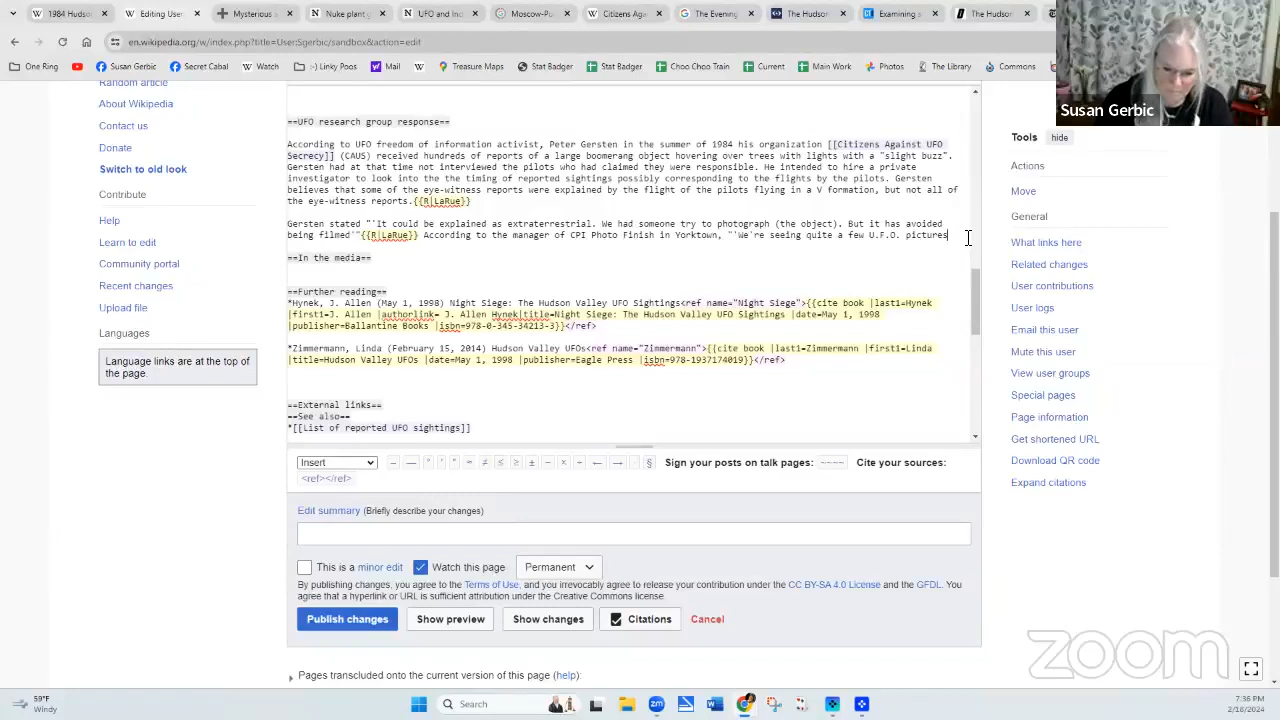 1984 Hud
Editing User
Mysterious
Nuke
UFO and Inc
Moscow-Po
Citizens Aga
The Evening
The Hudson
Examining a
The Hudson
en.wikipedia.org/w/index.php?title=User:Sgerbic/sandbox&action=edit
One Ring
Susan Gerbic
Secret Cabal
Watch
:-) Linky Poo
Mail
Treasure Maps
Stat Badger
Stat Badger
Choo Choo Train
Current
Main Work
Photos
The Library
Commons
Susan Gerbic
Random article
About Wikipedia
Contact us
Donate
Switch to old look
Contribute
Help
Learn to edit
Community portal
Recent changes
Upload file
Languages
Language links are at the top of
the page.
==UFO research group response==
According to UFO freedom of information activist, Peter Gersten in the summer of 1984 his organization [[Citizens Against UFO
Secrecy]] (CAUS) received hundreds of reports of a large boomerang object hovering over trees with lights with a "slight buzz".
Gersten had at that time not interviewed the pilots who had claimed they were responsible. He intended to hire a private
investigator to look into the the timing of reported sightings possibly corresponding to the flights by the pilots. Gersten
believes that some of the eye-witness reports were explained by the flight of the pilots flying in a V formation, but not all of
the eye-witness reports.{{R|LaRue}}
Gersten stated "'It could be explained as extraterrestrial. We had someone try to photograph (the object). But it has avoided
being filmed'"{{R|LaRue}} According to the manager of CPI Photo Finish in Yorktown, "'We're seeing quite a few U.F.O. pictures
==In the media==
==Further reading==
*Hynek, J. Allen (May 1, 1998) Night Siege: The Hudson Valley UFO Sightings<ref name="Night Siege">{{cite book |last1=Hynek
|first1=J. Allen |authorlink= J. Allen Hynek|title=Night Siege: The Hudson Valley UFO Sightings |date=May 1, 1998
|publisher=Ballantine Books |isbn=978-0-345-34213-3}}</ref>
*Zimmermann, Linda (February 15, 2014) Hudson Valley UFOs<ref name="Zimmermann">{{cite book |last1=Zimmermann |first1=Linda
|title=Hudson Valley UFOs |date=May 1, 1998 |publisher=Eagle Press |isbn=978-1937174019}}</ref>
==External links==
==See also==
*[[List of reported UFO sightings]]
Insert
Sign your posts on talk pages: ~~~~ Cite your sources:
<ref></ref>
Edit summary (Briefly describe your changes)
This is a minor edit
Watch this page
Permanent
By publishing changes, you agree to the Terms of Use, and you irrevocably agree to release your contribution under the CC BY-SA 4.0 License and the GFDL. You
agree that a hyperlink or URL is sufficient attribution under the Creative Commons license.
Publish changes
Show preview
Show changes
Citations
Cancel
Pages transcluded onto the current version of this page (help):
Tools
hide
Actions
Move
General
What links here
Related changes
User contributions
User logs
Email this user
Mute this user
View user groups
Special pages
Page information
Get shortened URL
Download QR code
Expand citations
zoom
59°F
Windy
Search
7:36 PM
2/18/2024